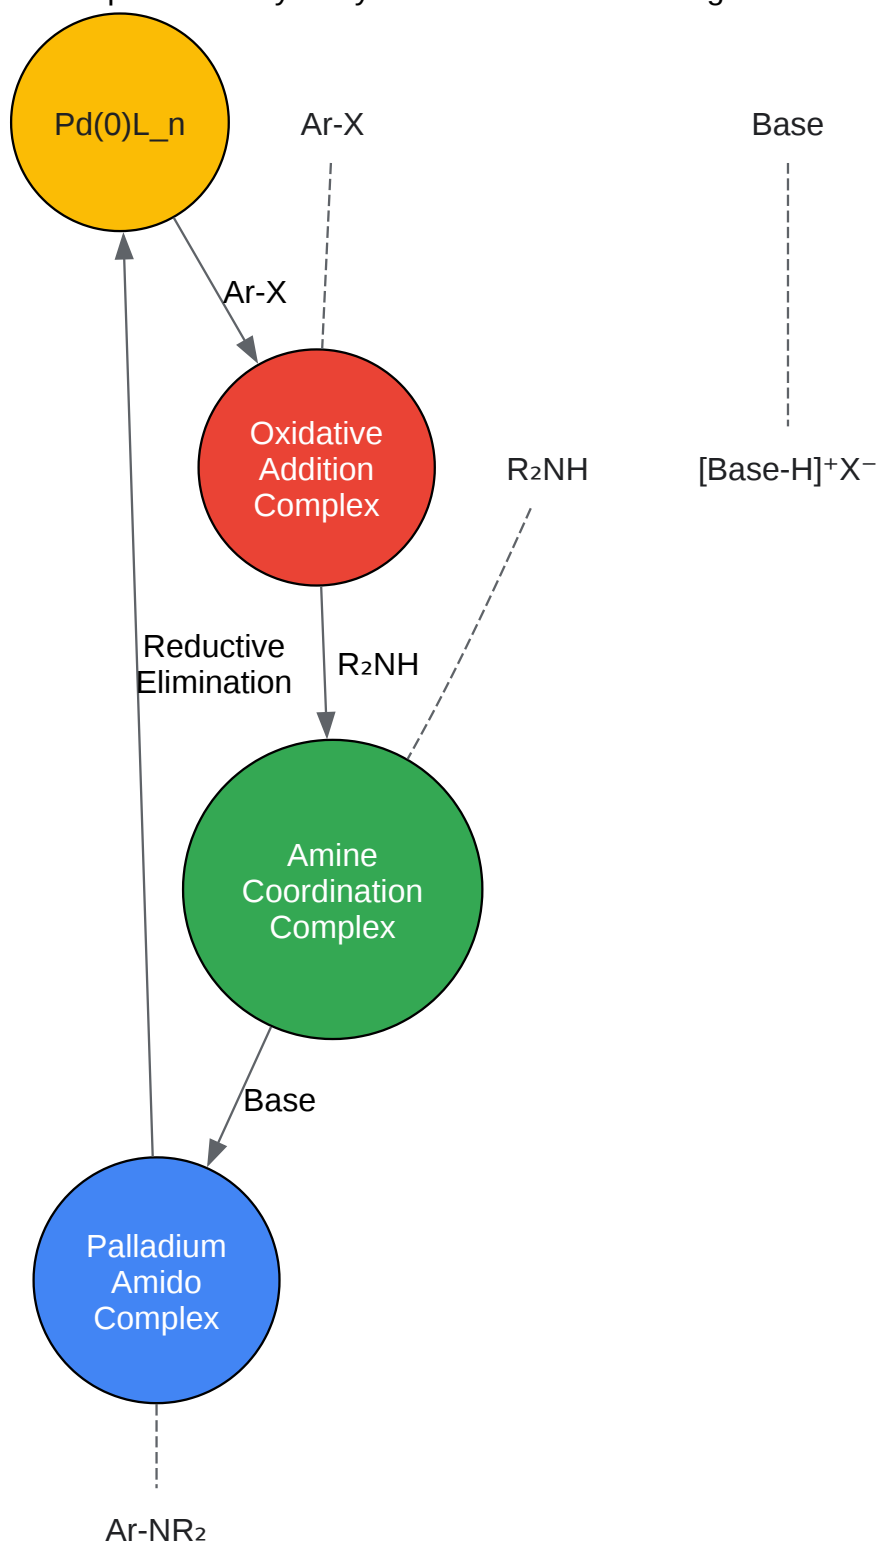 Pd(0)L_n
Ar-X
Base
Ar-X
Oxidative
Addition
Complex
R₂NH
[Base-H]⁺X⁻
Reductive
Elimination
R₂NH
Amine
Coordination
Complex
Base
Palladium
Amido
Complex
Ar-NR₂